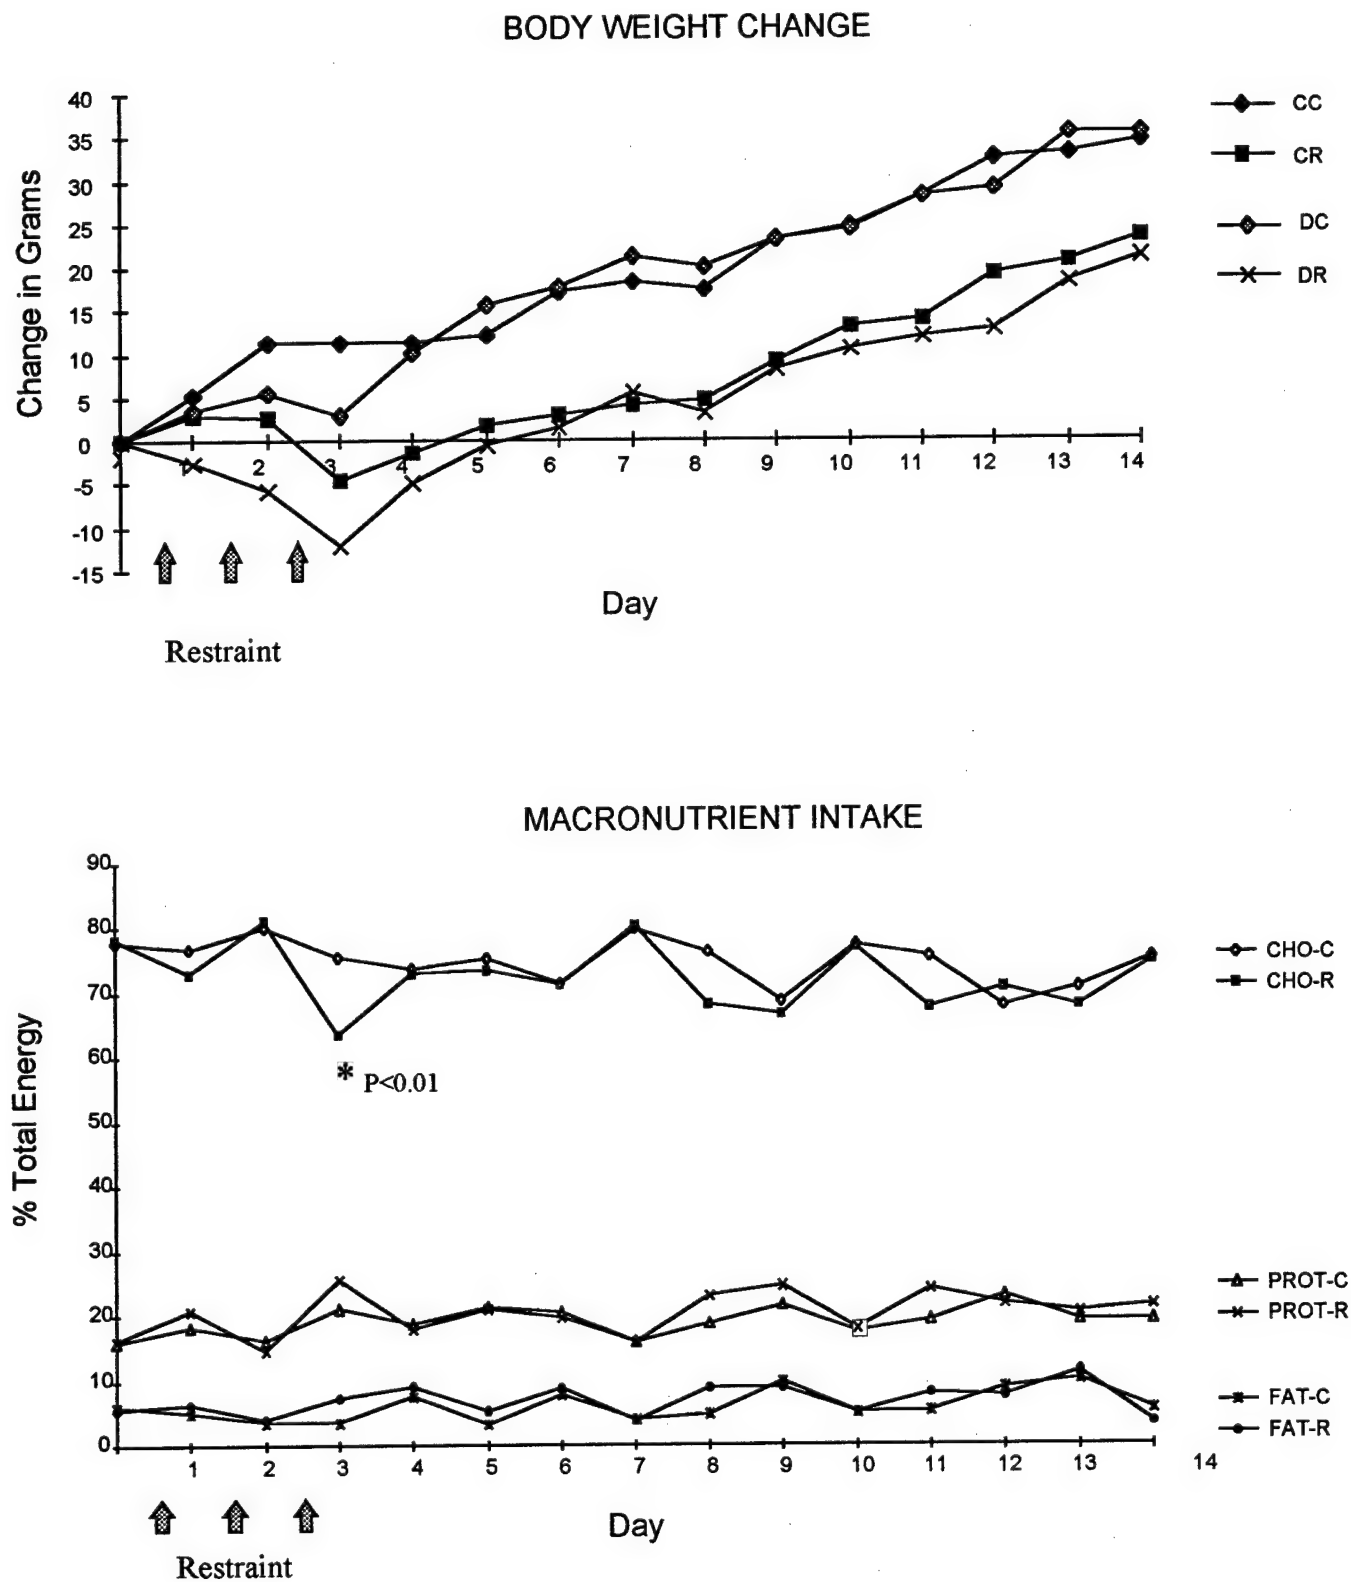 BODY WEIGHT CHANGE
40
35
30
25
20
15
10
5
0
-5
-10
-15
Change in Grams
1 2 3 4 5 6 7 8 9 10 11 12 13 14
Day
Restraint
CC
CR
DC
DR
MACRONUTRIENT INTAKE
90
80
70
60
50
40
30
20
10
0
% Total Energy
* P<0.01
1 2 3 4 5 6 7 8 9 10 11 12 13 14
Day
Restraint
CHO-C
CHO-R
PROT-C
PROT-R
FAT-C
FAT-R